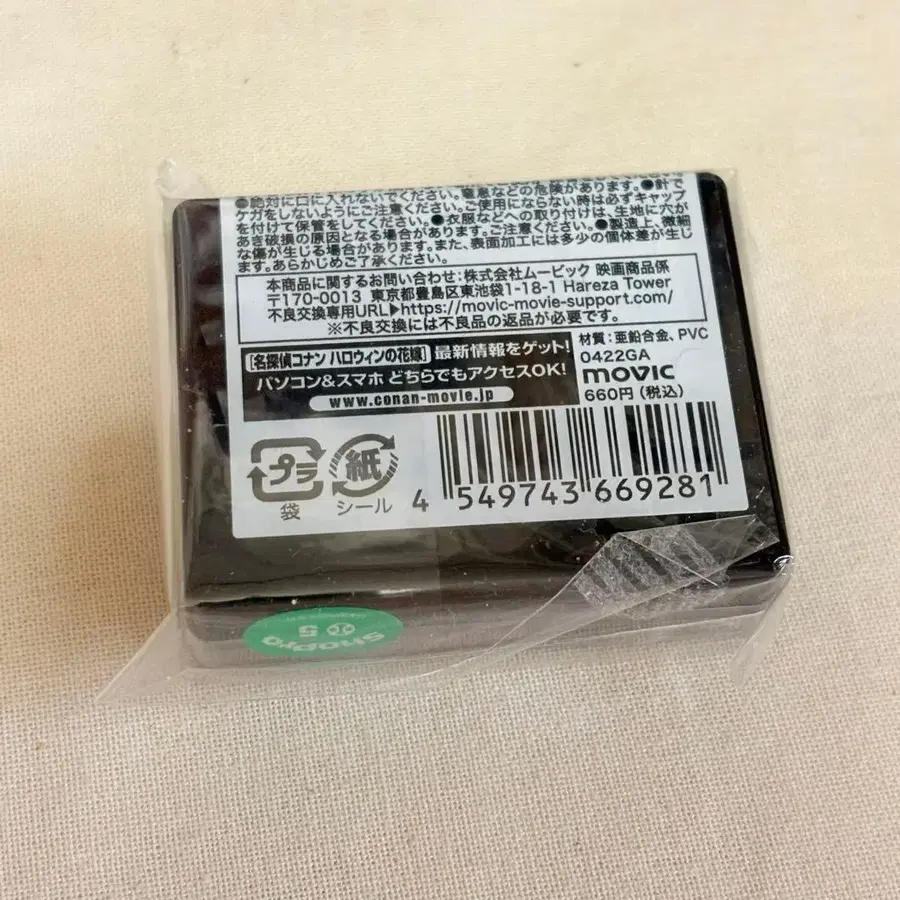 ●絶対に口に入れないでください。窒息などの危険があります。●針で
ケガをしないようにご注意ください。ご使用にならない時は必ずキャップ
を付けて保管をしてください。●衣服などへの取り付けは、生地に穴が
あき破損の原因となる場合があります。ご注意ください。●製造上、微細
な傷が生じる場合があります。また、表面加工には多少の個体差が生じ
ます。あらかじめご了承ください。
本商品に関するお問い合わせ：株式会社ムービック 映画商品係
〒170-0013 東京都豊島区東池袋1-18-1 Hareza Tower
不良交換専用URL▶https://movic-movie-support.com/
※不良交換には不良品の返品が必要です。
[名探偵コナン ハロウィンの花嫁] 最新情報をゲット!
パソコン&スマホ どちらでもアクセスOK!
www.conan-movie.jp
材質：亜鉛合金、PVC
0422GA
movic
660円（税込）
プラ
袋
紙
シール
4 549743 669281
ShoPro
S